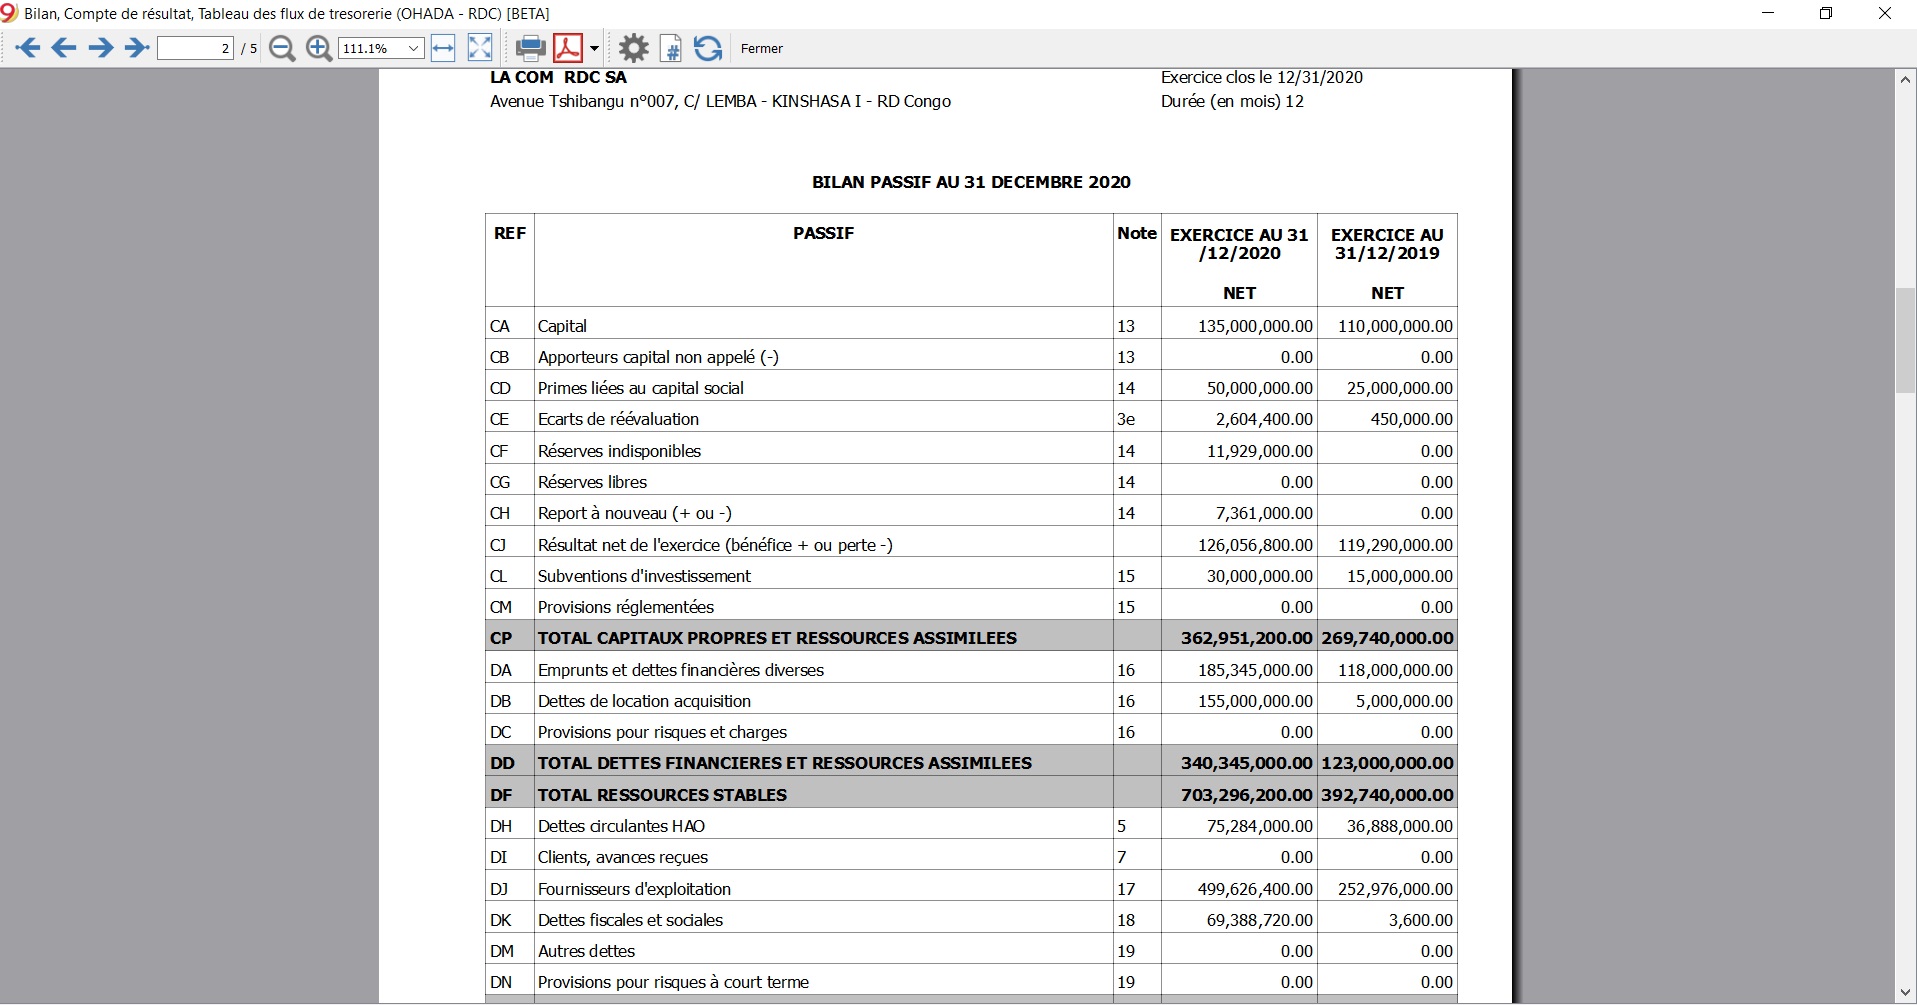 Bilan, Compte de résultat, Tableau des flux de tresorerie (OHADA - RDC) [BETA]
2 / 5 111.1% Fermer
LA COM RDC SA Exercice clos le 12/31/2020
Avenue Tshibangu n°007, C/ LEMBA - KINSHASA I - RD Congo Durée (en mois) 12
BILAN PASSIF AU 31 DECEMBRE 2020
REF PASSIF Note EXERCICE AU 31 EXERCICE AU
/12/2020 31/12/2019
NET NET
CA Capital 13 135,000,000.00 110,000,000.00
CB Apporteurs capital non appelé (-) 13 0.00 0.00
CD Primes liées au capital social 14 50,000,000.00 25,000,000.00
CE Ecarts de réévaluation 3e 2,604,400.00 450,000.00
CF Réserves indisponibles 14 11,929,000.00 0.00
CG Réserves libres 14 0.00 0.00
CH Report à nouveau (+ ou -) 14 7,361,000.00 0.00
CJ Résultat net de l'exercice (bénéfice + ou perte -) 126,056,800.00 119,290,000.00
CL Subventions d'investissement 15 30,000,000.00 15,000,000.00
CM Provisions réglementées 15 0.00 0.00
CP TOTAL CAPITAUX PROPRES ET RESSOURCES ASSIMILEES 362,951,200.00 269,740,000.00
DA Emprunts et dettes financières diverses 16 185,345,000.00 118,000,000.00
DB Dettes de location acquisition 16 155,000,000.00 5,000,000.00
DC Provisions pour risques et charges 16 0.00 0.00
DD TOTAL DETTES FINANCIERES ET RESSOURCES ASSIMILEES 340,345,000.00 123,000,000.00
DF TOTAL RESSOURCES STABLES 703,296,200.00 392,740,000.00
DH Dettes circulantes HAO 5 75,284,000.00 36,888,000.00
DI Clients, avances reçues 7 0.00 0.00
DJ Fournisseurs d'exploitation 17 499,626,400.00 252,976,000.00
DK Dettes fiscales et sociales 18 69,388,720.00 3,600.00
DM Autres dettes 19 0.00 0.00
DN Provisions pour risques à court terme 19 0.00 0.00